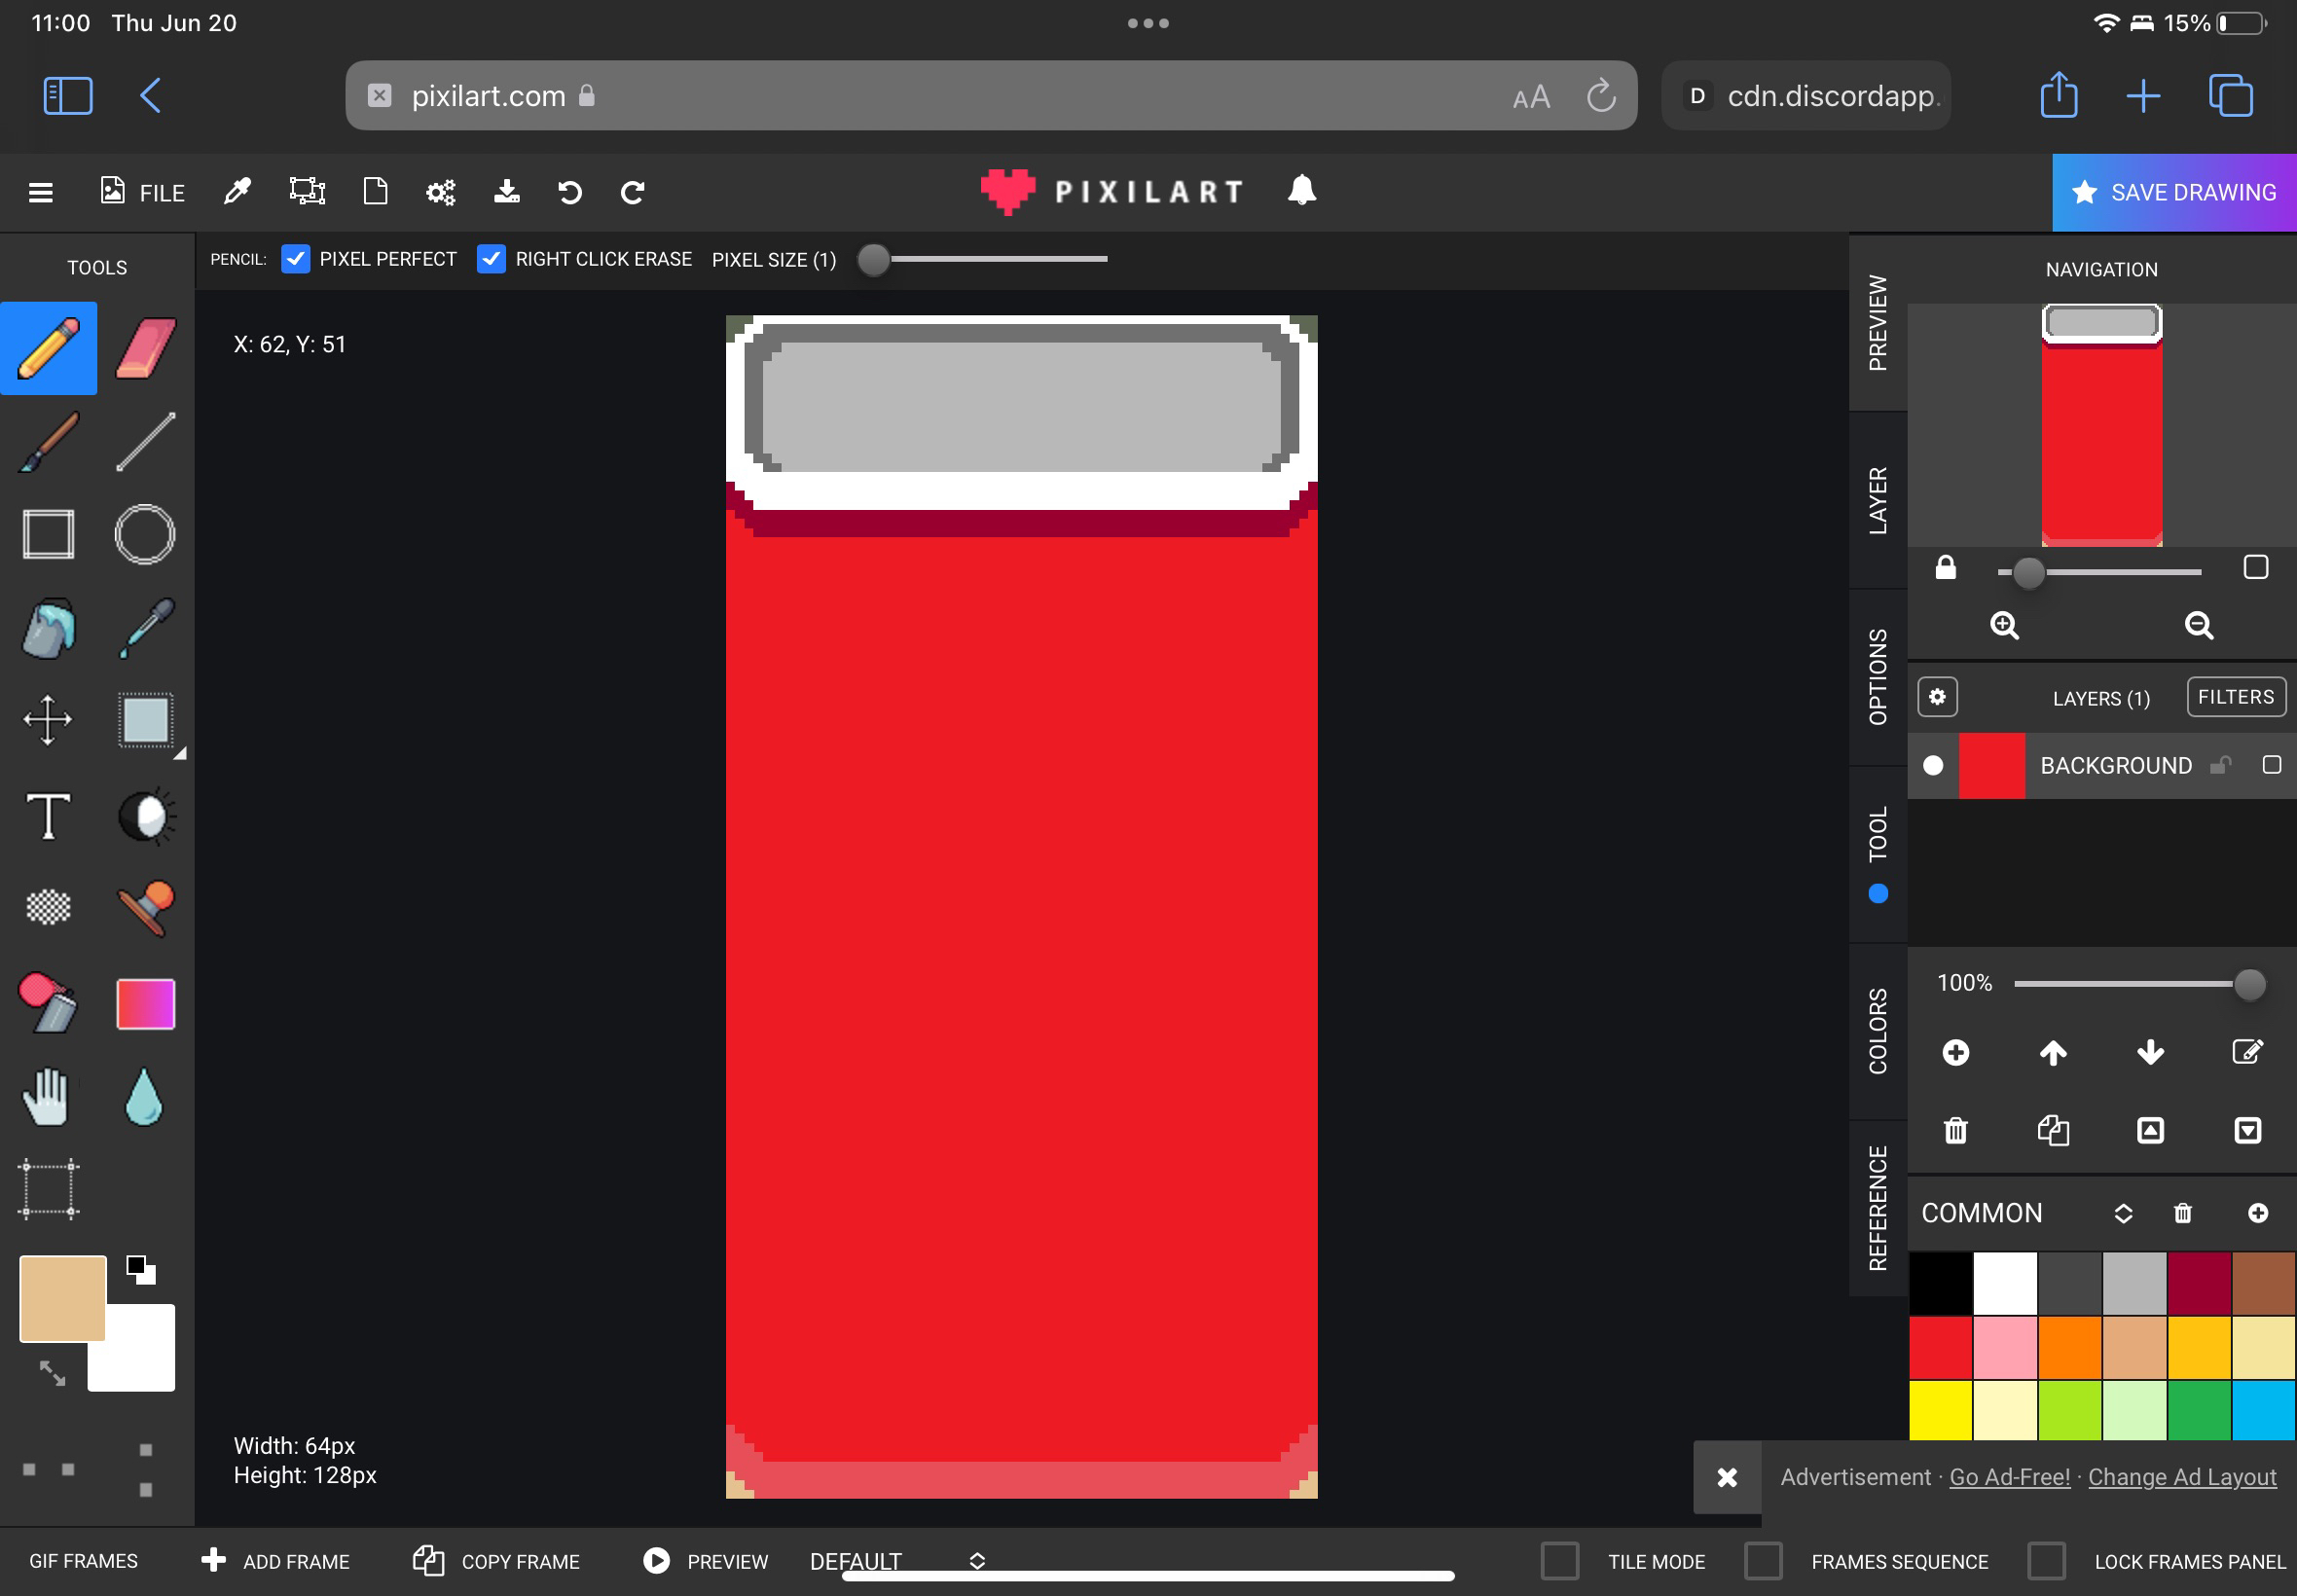 11:00 Thu Jun 20
15%
pixilart.com
AA
D cdn.discordapp.
FILE
PIXILART
SAVE DRAWING
TOOLS
PENCIL: PIXEL PERFECT RIGHT CLICK ERASE PIXEL SIZE (1)
X: 62, Y: 51
Width: 64px
Height: 128px
PREVIEW
LAYER
OPTIONS
TOOL
COLORS
REFERENCE
NAVIGATION
LAYERS (1) FILTERS
BACKGROUND
100%
COMMON
Advertisement · Go Ad-Free! · Change Ad Layout
GIF FRAMES ADD FRAME COPY FRAME PREVIEW DEFAULT TILE MODE FRAMES SEQUENCE LOCK FRAMES PANEL